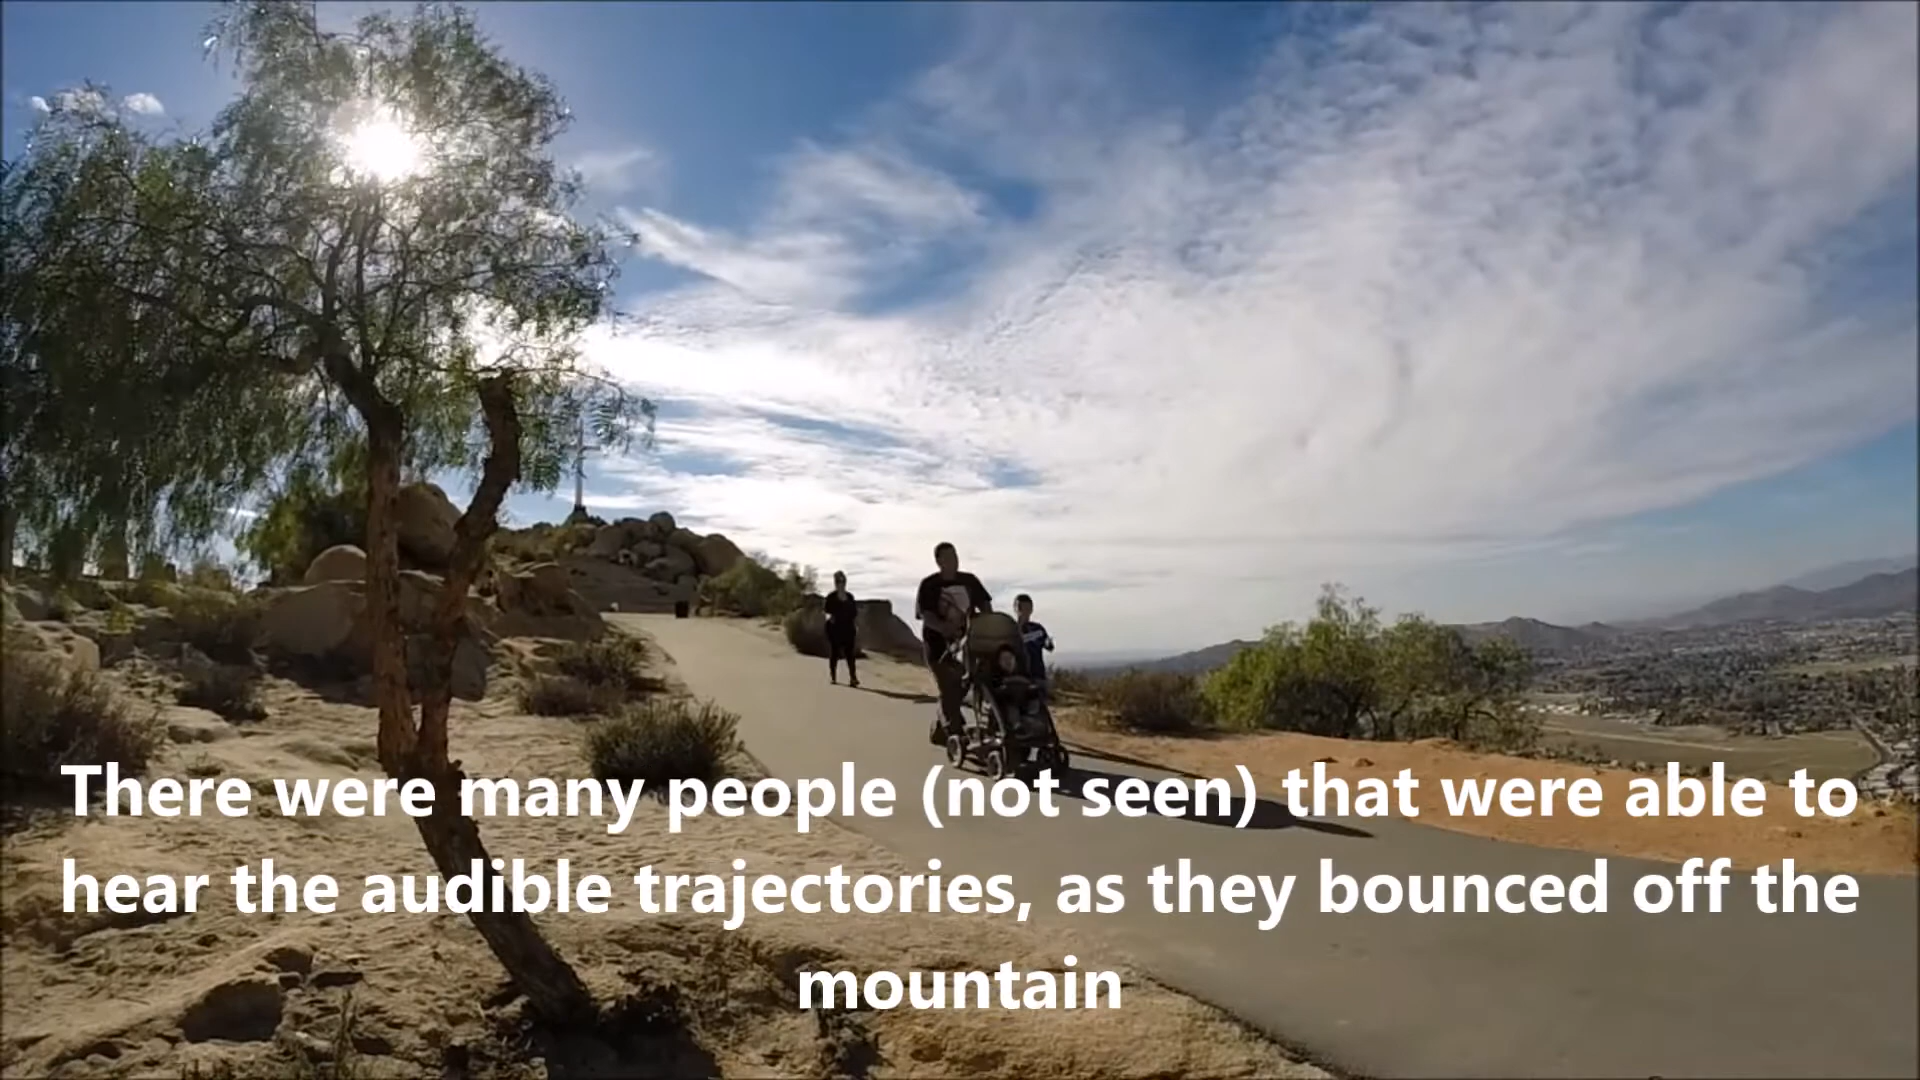 There were many people (not seen) that were able to
hear the audible trajectories, as they bounced off the
mountain